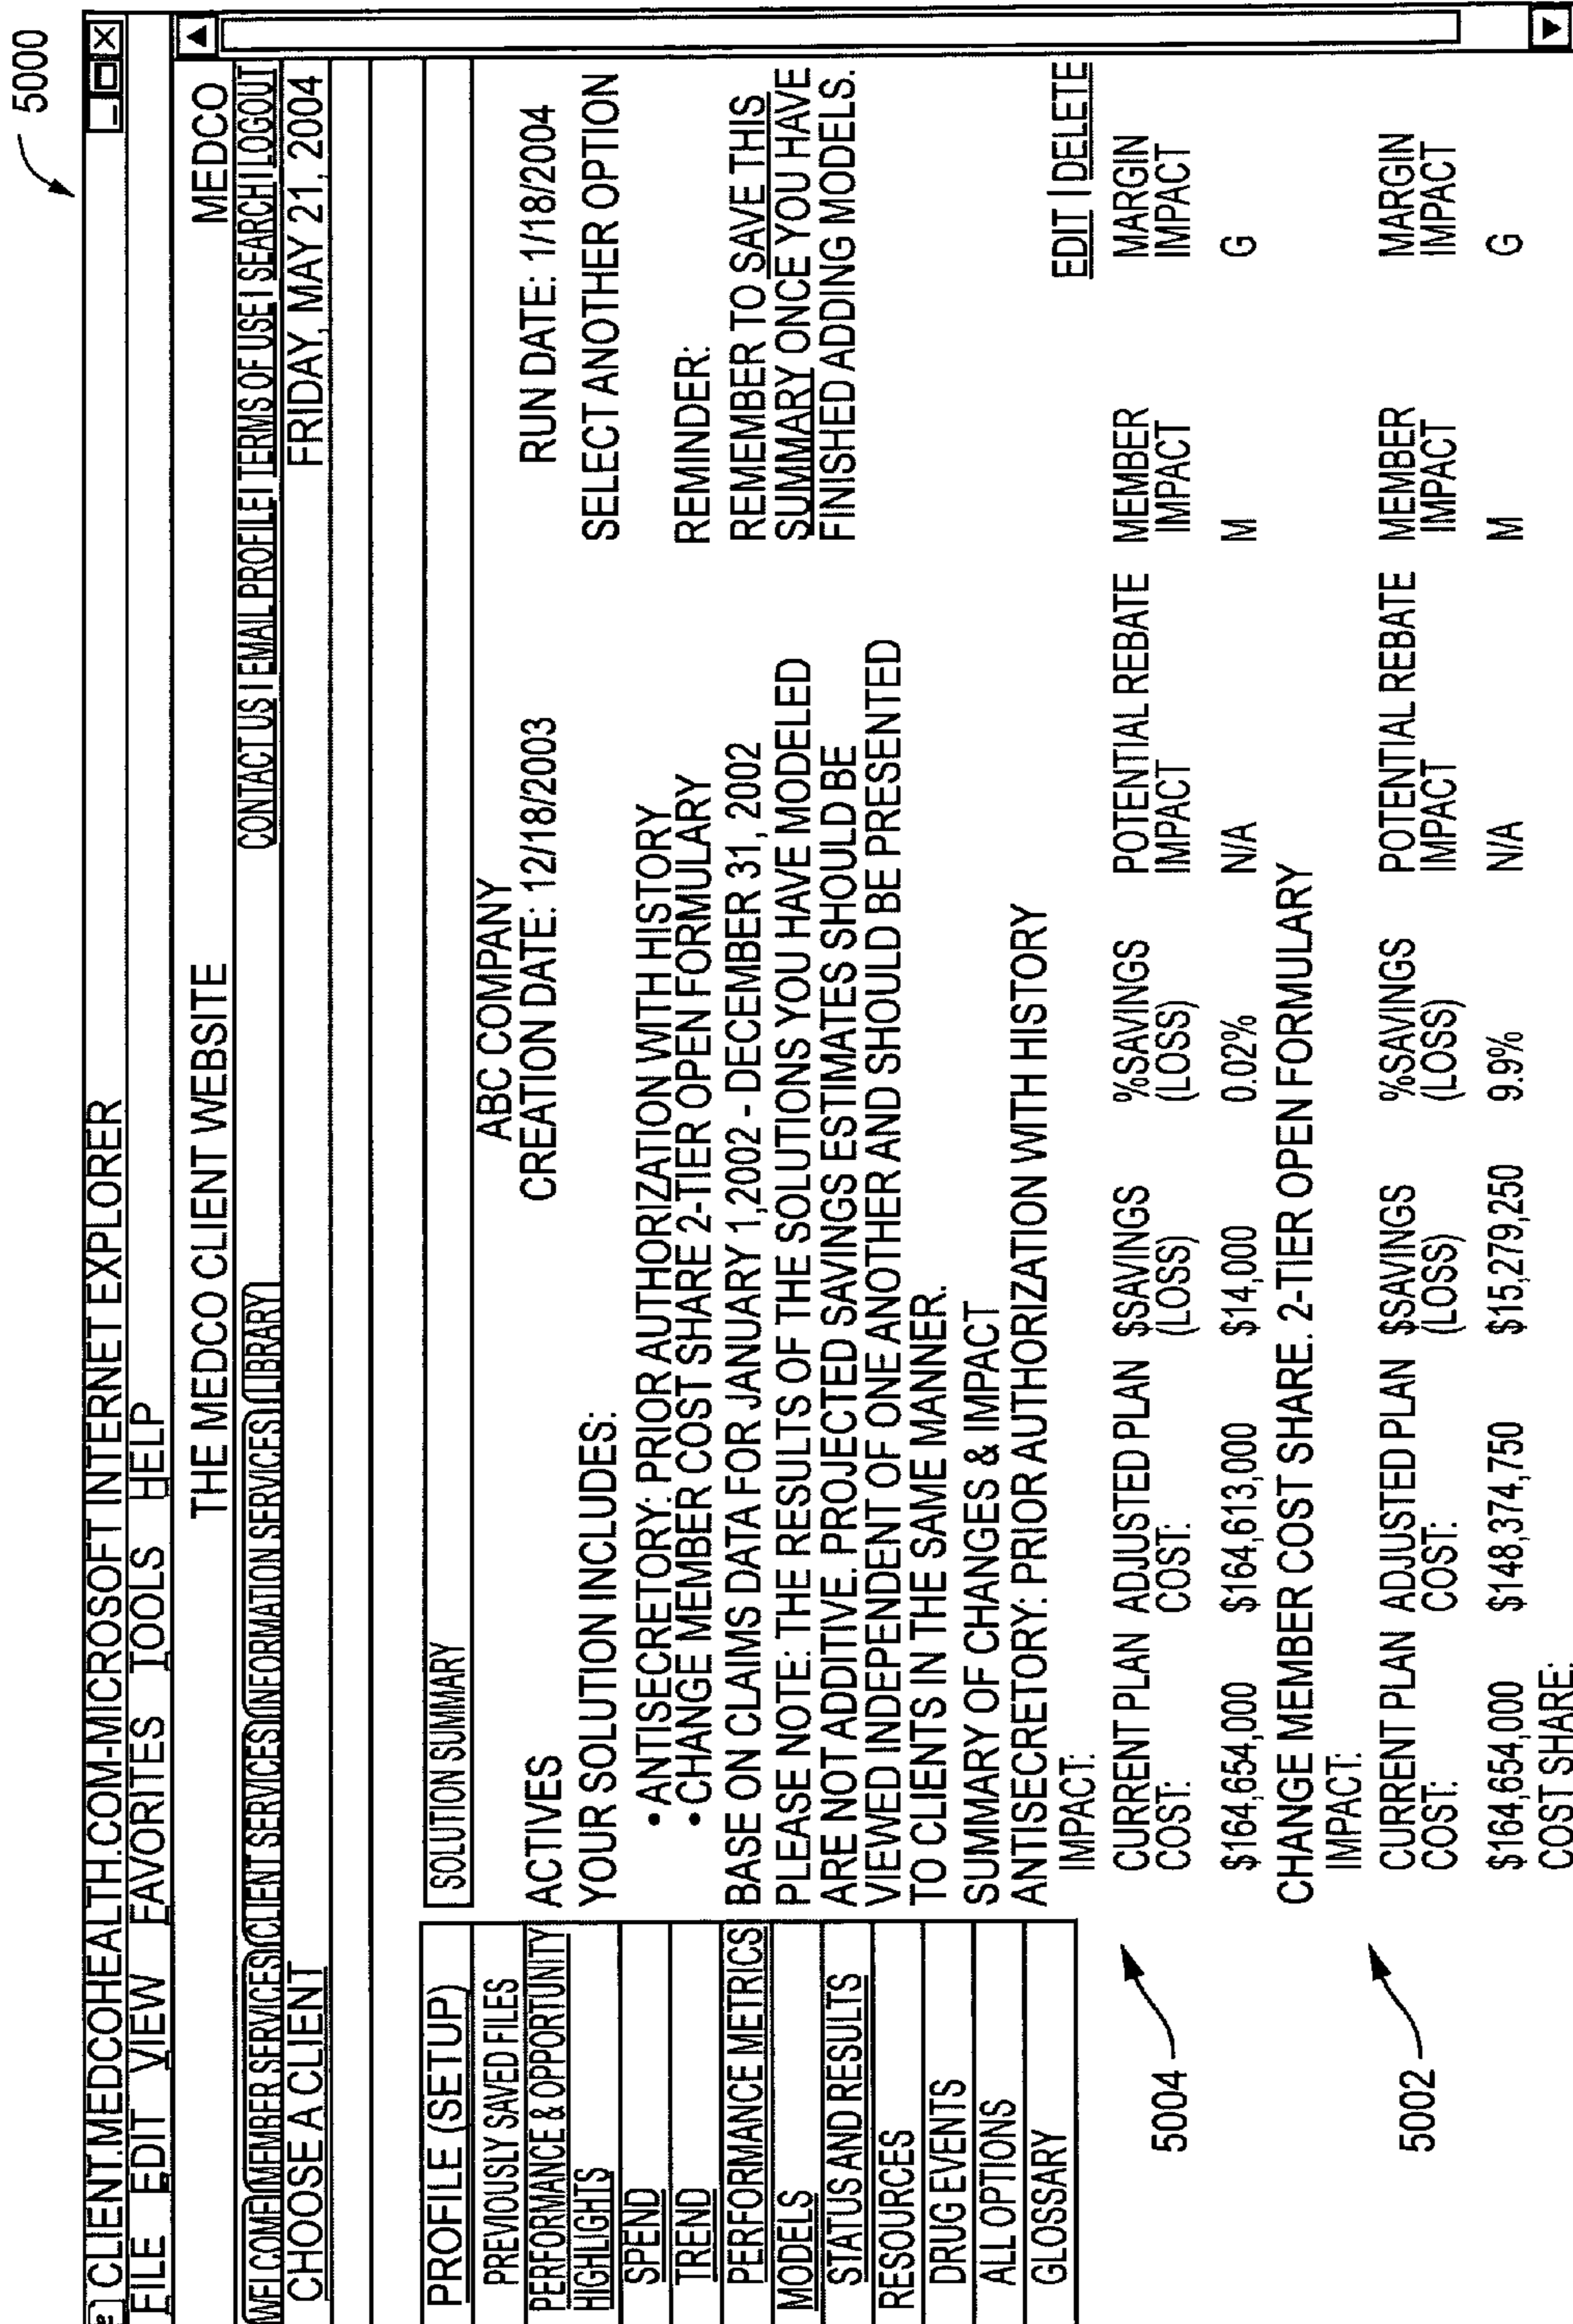 5000
CLIENT.MEDCOHEALTH.COM-MICROSOFT INTERNET EXPLORER
FILE EDIT VIEW FAVORITES TOOLS HELP
THE MEDCO CLIENT WEBSITE MEDCO
WELCOME MEMBER SERVICES CLIENT SERVICES INFORMATION SERVICES LIBRARY CONTACT US | EMAIL PROFILE | TERMS OF USE | SEARCH | LOGOUT
CHOOSE A CLIENT FRIDAY, MAY 21, 2004
PROFILE (SETUP)
PREVIOUSLY SAVED FILES
PERFORMANCE & OPPORTUNITY
HIGHLIGHTS
SPEND
TREND
PERFORMANCE METRICS
MODELS
STATUS AND RESULTS
RESOURCES
DRUG EVENTS
ALL OPTIONS
GLOSSARY
SOLUTION SUMMARY
ABC COMPANY
ACTIVES CREATION DATE: 12/18/2003 RUN DATE: 1/18/2004
YOUR SOLUTION INCLUDES: SELECT ANOTHER OPTION
• ANTISECRETORY: PRIOR AUTHORIZATION WITH HISTORY
• CHANGE MEMBER COST SHARE 2-TIER OPEN FORMULARY
BASE ON CLAIMS DATA FOR JANUARY 1,2002 - DECEMBER 31, 2002
PLEASE NOTE: THE RESULTS OF THE SOLUTIONS YOU HAVE MODELED
ARE NOT ADDITIVE. PROJECTED SAVINGS ESTIMATES SHOULD BE
VIEWED INDEPENDENT OF ONE ANOTHER AND SHOULD BE PRESENTED
TO CLIENTS IN THE SAME MANNER.
REMINDER:
REMEMBER TO SAVE THIS
SUMMARY ONCE YOU HAVE
FINISHED ADDING MODELS.
SUMMARY OF CHANGES & IMPACT
ANTISECRETORY: PRIOR AUTHORIZATION WITH HISTORY
IMPACT: EDIT | DELETE
CURRENT PLAN ADJUSTED PLAN $SAVINGS %SAVINGS POTENTIAL REBATE MEMBER MARGIN
COST: COST: (LOSS) (LOSS) IMPACT IMPACT IMPACT
$164,654,000 $164,613,000 $14,000 0.02% N/A M G
5004
CHANGE MEMBER COST SHARE. 2-TIER OPEN FORMULARY
IMPACT:
CURRENT PLAN ADJUSTED PLAN $SAVINGS %SAVINGS POTENTIAL REBATE MEMBER MARGIN
COST: COST: (LOSS) (LOSS) IMPACT IMPACT IMPACT
5002
$164,654,000 $148,374,750 $15,279,250 9.9% N/A M G
COST SHARE: